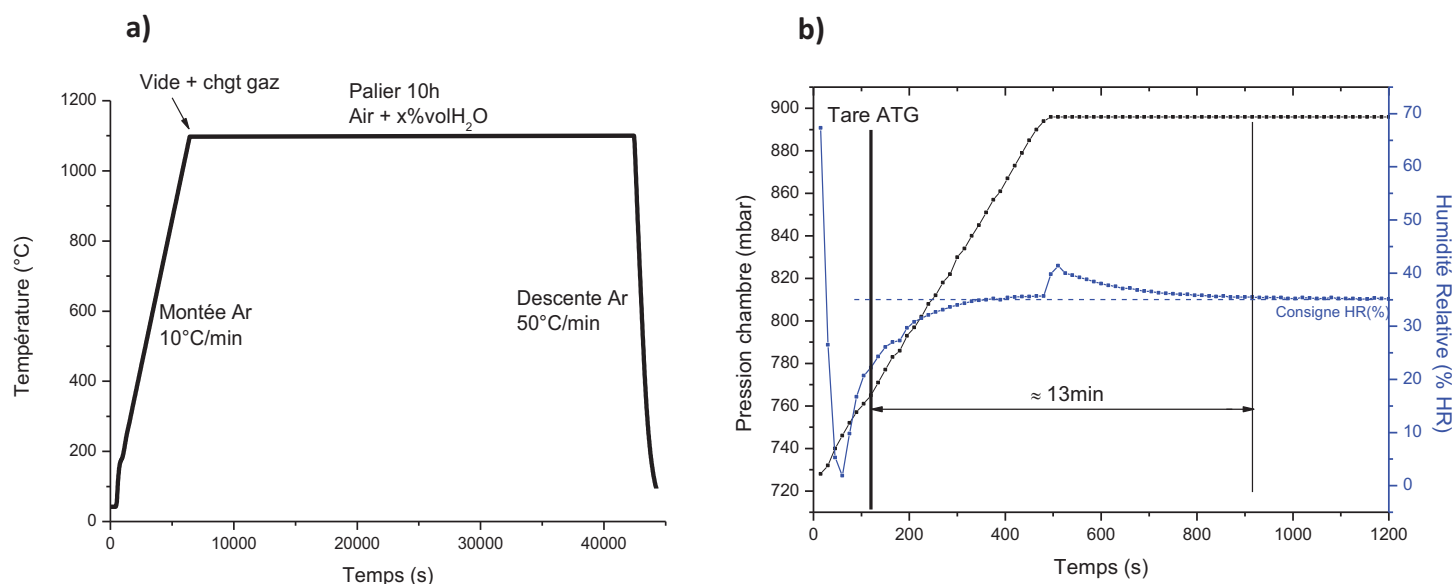 a)
Vide + chgt gaz
Palier 10h
Air + x%volH₂O
Montée Ar
10°C/min
Descente Ar
50°C/min
Température (°C)
1200
1000
800
600
400
200
0
0
10000
20000
30000
40000
Temps (s)
b)
Tare ATG
≈ 13min
Consigne HR(%)
Pression chambre (mbar)
900
880
860
840
820
800
780
760
740
720
Humidité Relative (% HR)
70
60
50
40
30
20
10
0
0
200
400
600
800
1000
1200
Temps (s)